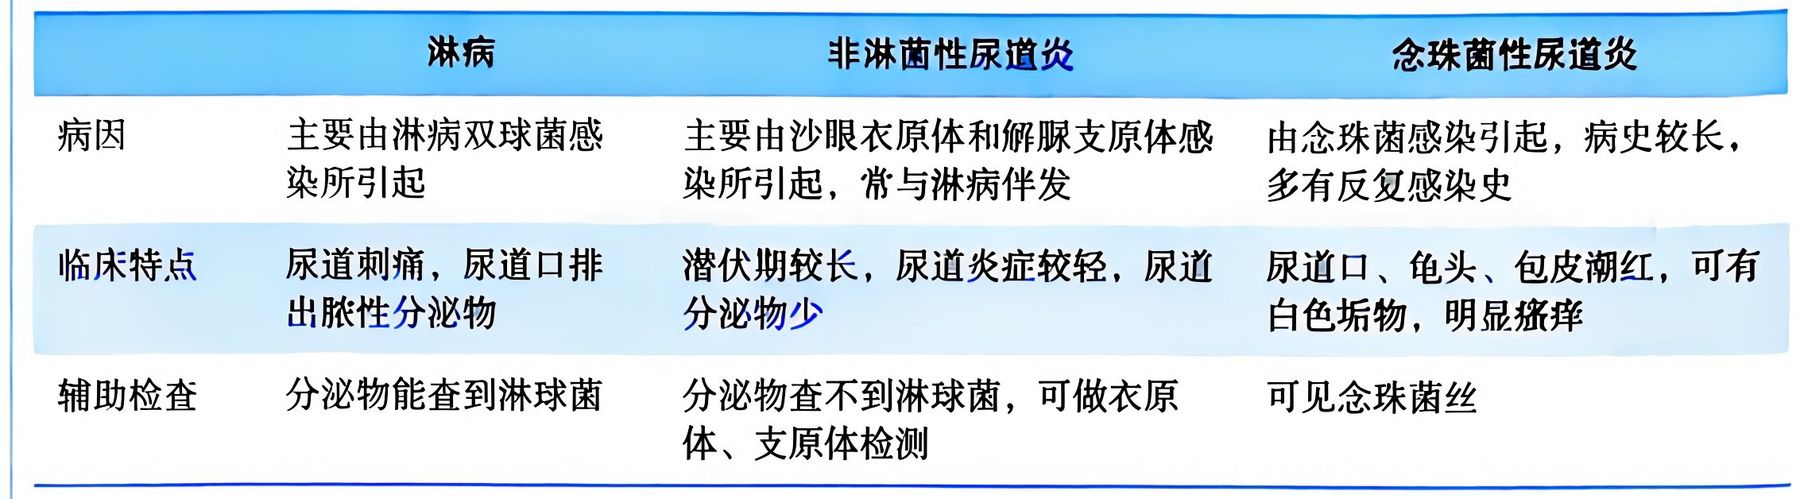 淋病 非淋菌性尿道炎 念珠菌性尿道炎
病因 主要由淋病双球菌感 主要由沙眼衣原体和解脲支原体感 由念珠菌感染引起，病史较长，
染所引起 染所引起，常与淋病伴发 多有反复感染史
临床特点 尿道刺痛，尿道口排 潜伏期较长，尿道炎症较轻，尿道 尿道口、龟头、包皮潮红，可有
出脓性分泌物 分泌物少 白色垢物，明显瘙痒
辅助检查 分泌物能查到淋球菌 分泌物查不到淋球菌，可做衣原 可见念珠菌丝
体、支原体检测